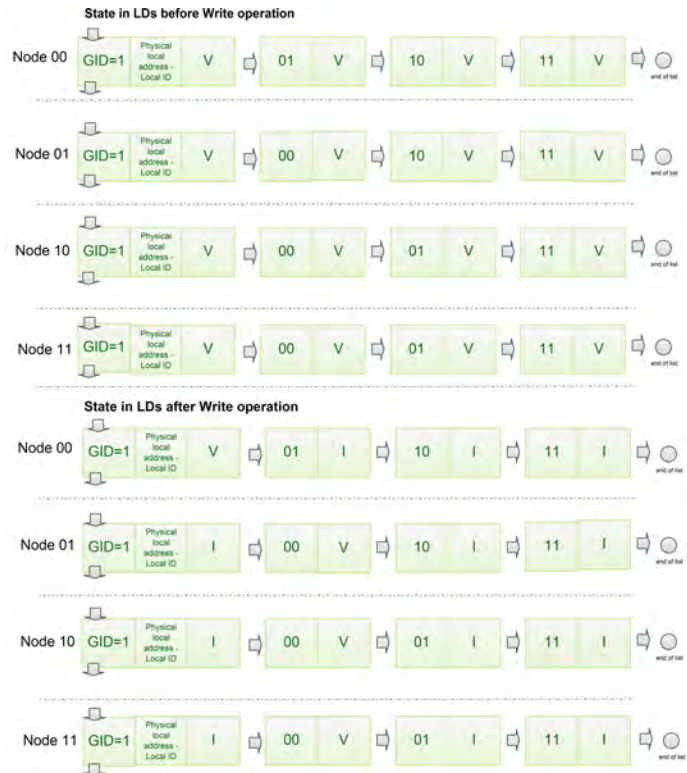 State in LDs before Write operation
Node 00 GID=1 Physical local address - Local ID V 01 V 10 V 11 V end of list
Node 01 GID=1 Physical local address - Local ID V 00 V 10 V 11 V end of list
Node 10 GID=1 Physical local address - Local ID V 00 V 01 V 11 V end of list
Node 11 GID=1 Physical local address - Local ID V 00 V 01 V 11 V end of list
State in LDs after Write operation
Node 00 GID=1 Physical local address - Local ID V 01 I 10 I 11 I end of list
Node 01 GID=1 Physical local address - Local ID I 00 V 10 I 11 I end of list
Node 10 GID=1 Physical local address - Local ID I 00 V 01 I 11 I end of list
Node 11 GID=1 Physical local address - Local ID I 00 V 01 I 11 I end of list